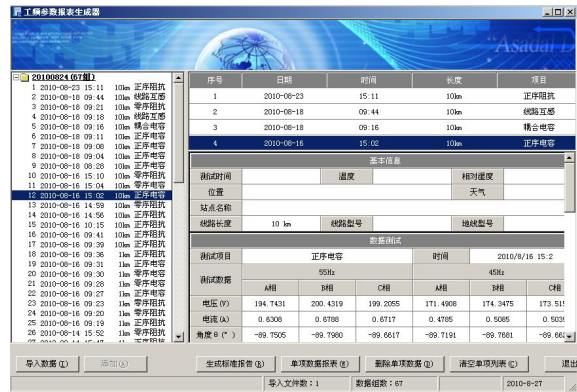 工频参数报表生成器
Asadal D
20100824 (67组)
1 2010-08-23 15:11 10km 正序阻抗
2 2010-08-18 09:44 10km 线路互感
3 2010-08-18 09:21 10km 零序阻抗
4 2010-08-18 09:18 10km 线路互感
5 2010-08-18 09:16 10km 耦合电容
6 2010-08-18 09:11 10km 正序电容
7 2010-08-18 09:08 10km 正序阻抗
8 2010-08-18 09:04 10km 正序电容
9 2010-08-18 08:28 10km 正序阻抗
10 2010-08-16 15:10 10km 零序阻抗
11 2010-08-16 15:04 10km 零序电容
12 2010-08-16 15:02 10km 正序电容
13 2010-08-16 14:59 10km 零序阻抗
14 2010-08-16 14:56 10km 正序阻抗
15 2010-08-16 10:15 10km 正序阻抗
16 2010-08-16 09:41 10km 正序阻抗
17 2010-08-16 09:39 10km 正序阻抗
18 2010-08-16 09:36 1km 正序阻抗
19 2010-08-16 09:31 1km 正序电容
20 2010-08-16 09:30 1km 零序电容
21 2010-08-16 09:28 1km 零序电容
22 2010-08-16 09:27 1km 正序电容
23 2010-08-16 09:23 1km 零序阻抗
24 2010-08-16 09:20 1km 零序阻抗
25 2010-08-16 09:19 1km 正序阻抗
26 2010-08-14 15:52 1km 零序阻抗
序号 日期 时间 长度 项目
1 2010-08-23 15:11 10km 正序阻抗
2 2010-08-18 09:44 10km 线路互感
3 2010-08-18 09:16 10km 耦合电容
4 2010-08-16 15:02 10km 正序电容
基本信息
测试时间 温度 相对湿度
位置 天气
站点名称
线路长度 10 km 线路型号 地线型号
数据测试
测试项目 正序电容 时间 2010/8/16 15:2
测试数据 55Hz 45Hz
A相 B相 C相 A相 B相 C相
电压(V) 194.7431 200.4319 199.2055 171.4908 174.3475 173.51
电流(A) 0.6308 0.6788 0.6717 0.4785 0.5085 0.503
角度θ(°) -89.7505 -89.7980 -89.6617 -89.7191 -89.7681 -89.66
导入数据(I) 添加(A) 生成标准报告(B) 单项数据报表(R) 删除单项数据(D) 清空单项列表(C) 退出
导入文件数：1 数据组数：67 2010-8-27